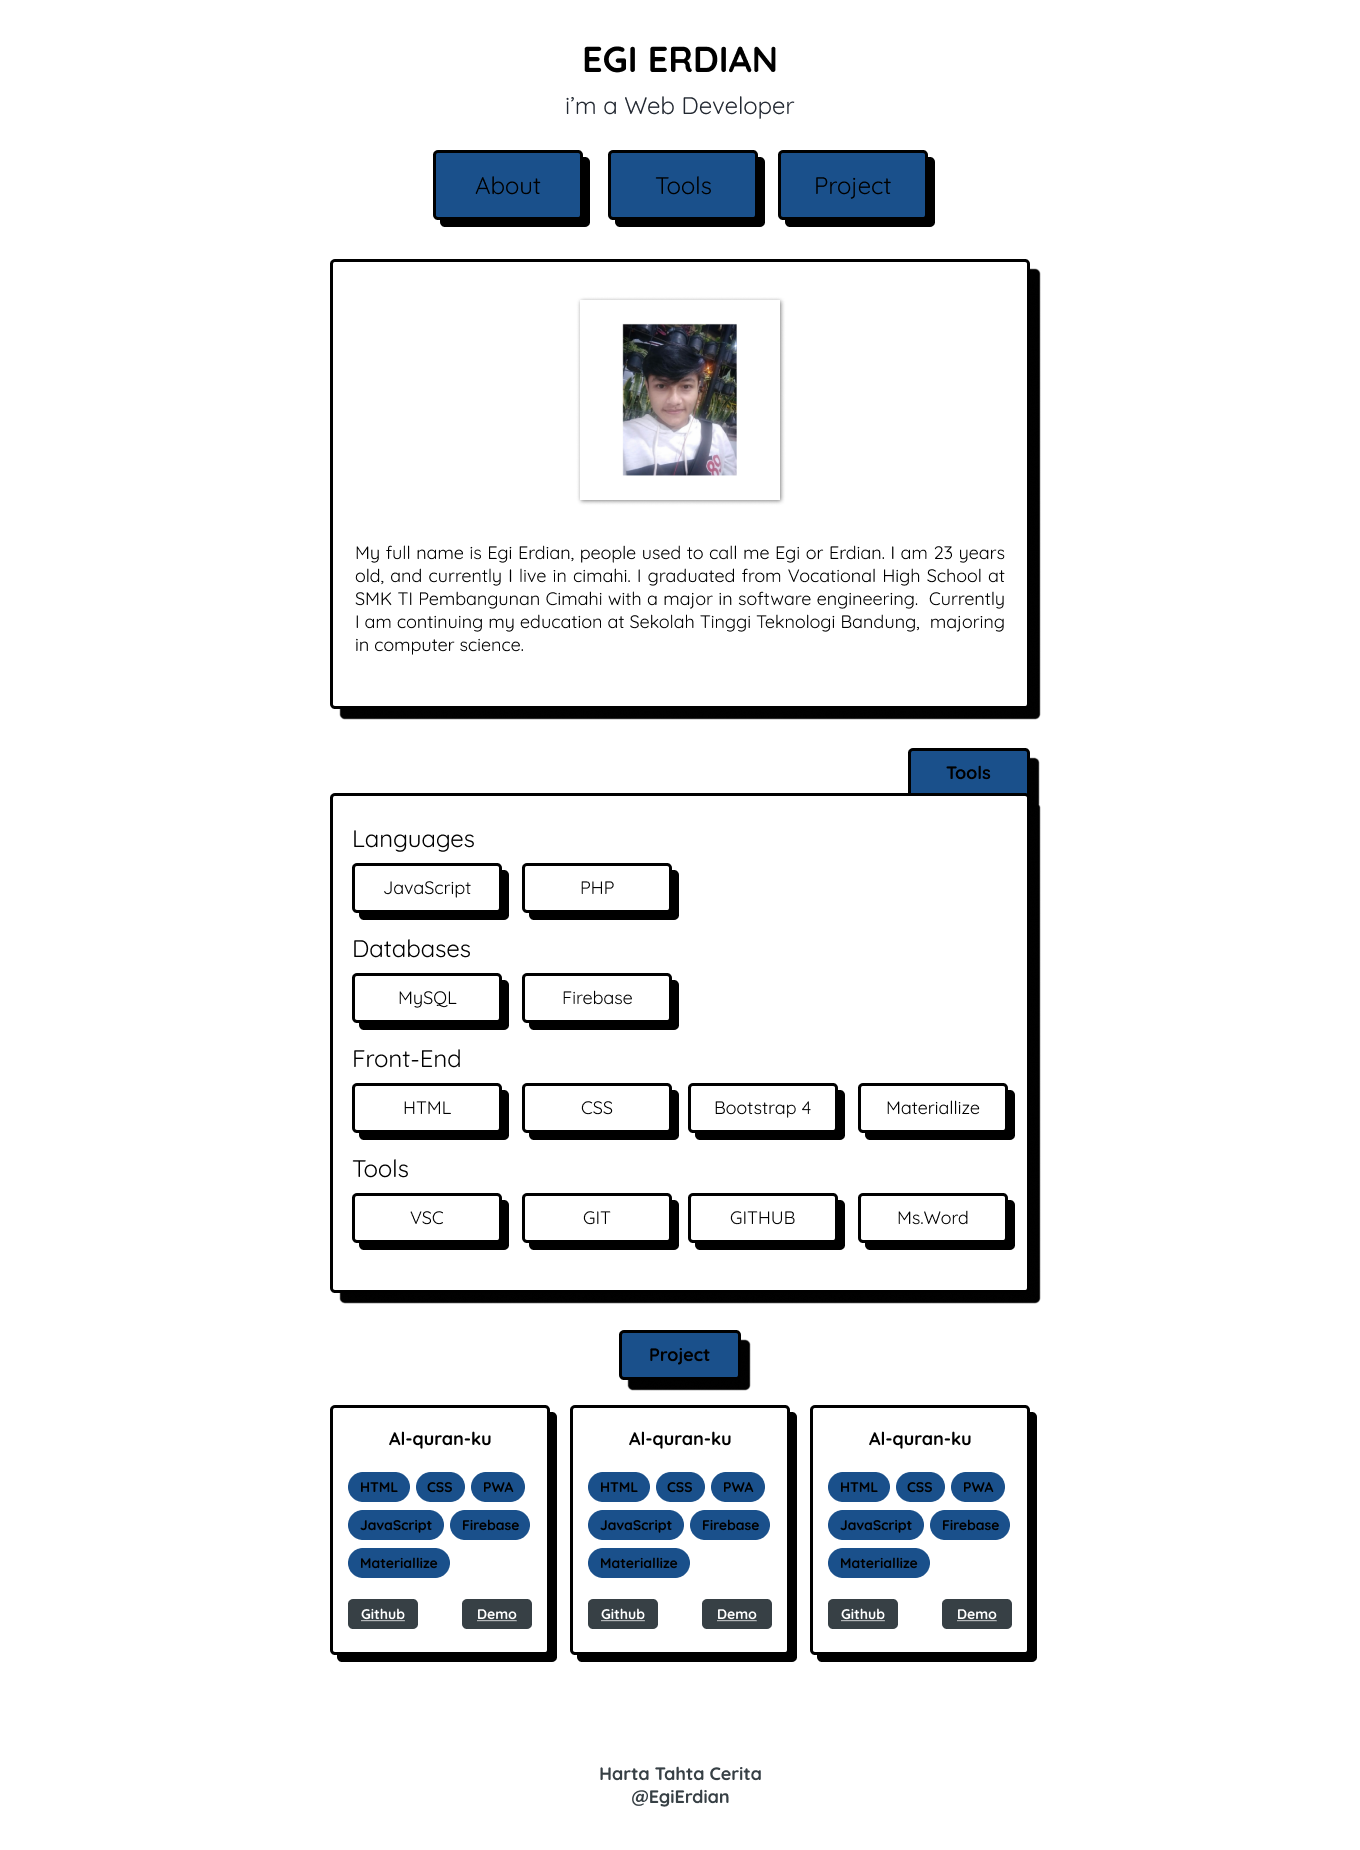 EGI ERDIAN
i'm a Web Developer
About Tools Project
My full name is Egi Erdian, people used to call me Egi or Erdian. I am 23 years
old, and currently I live in cimahi. I graduated from Vocational High School at
SMK TI Pembangunan Cimahi with a major in software engineering. Currently
I am continuing my education at Sekolah Tinggi Teknologi Bandung, majoring
in computer science.
Tools
Languages
JavaScript PHP
Databases
MySQL Firebase
Front-End
HTML CSS Bootstrap 4 Materiallize
Tools
VSC GIT GITHUB Ms.Word
Project
Al-quran-ku
HTML CSS PWA
JavaScript Firebase
Materiallize
Github Demo
Al-quran-ku
HTML CSS PWA
JavaScript Firebase
Materiallize
Github Demo
Al-quran-ku
HTML CSS PWA
JavaScript Firebase
Materiallize
Github Demo
Harta Tahta Cerita
@EgiErdian